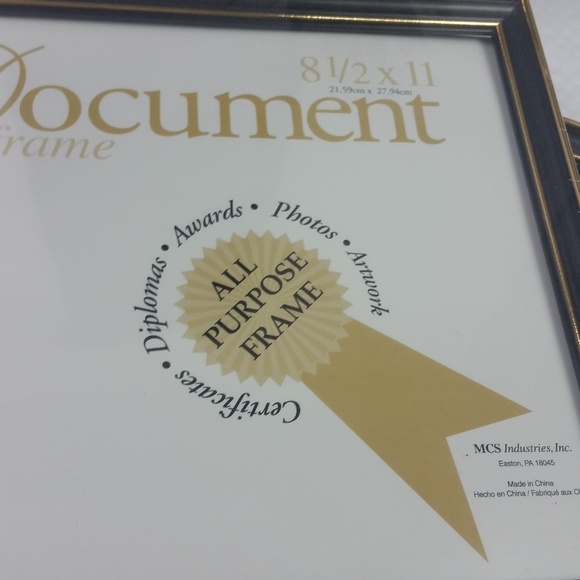 8 1/2 x 11
21.59cm x 27.94cm
Document
frame
Certificates • Diplomas • Awards • Photos • Artwork
ALL
PURPOSE
FRAME
MCS Industries, Inc.
Easton, PA 18045
Made in China
Hecho en China / Fabriqué aux